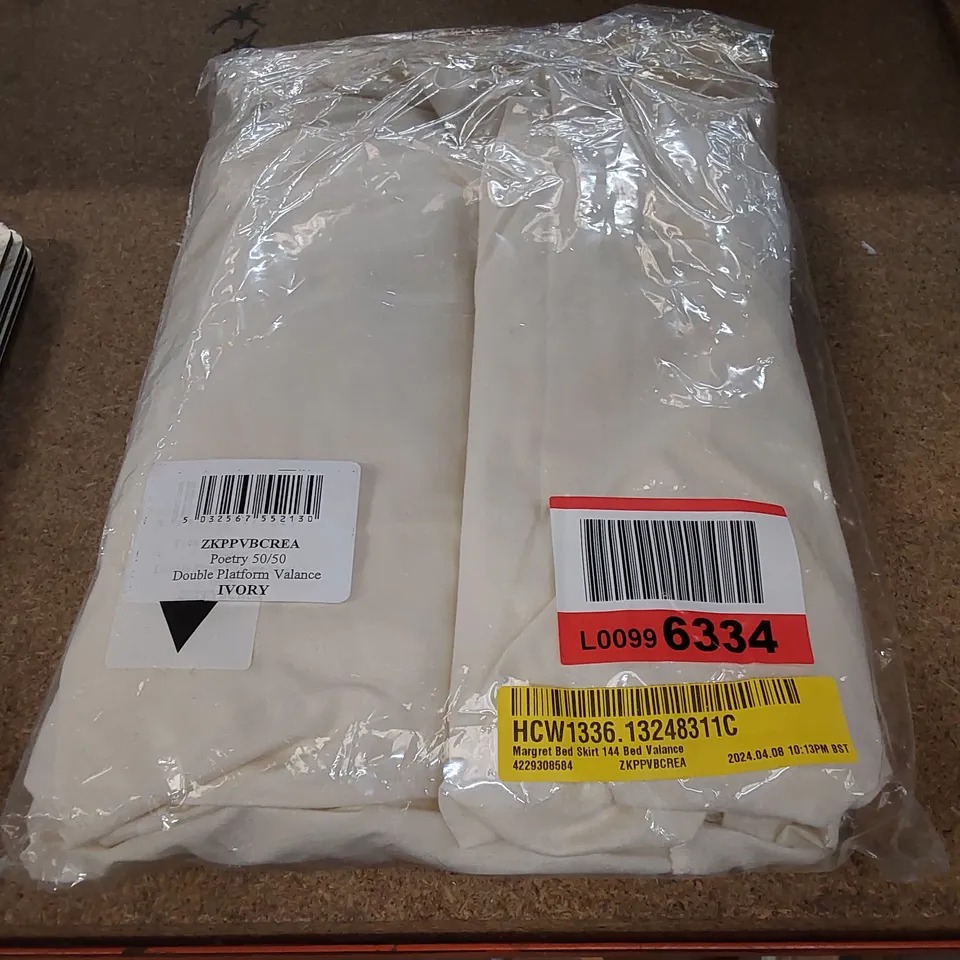 5 032567 552130
ZKPPVBCREA
Poetry 50/50
Double Platform Valance
IVORY
L0099 6334
HCW1336.13248311C
Margret Bed Skirt 144 Bed Valance
4229308584 ZKPPVBCREA 2024.04.08 10:13PM BST